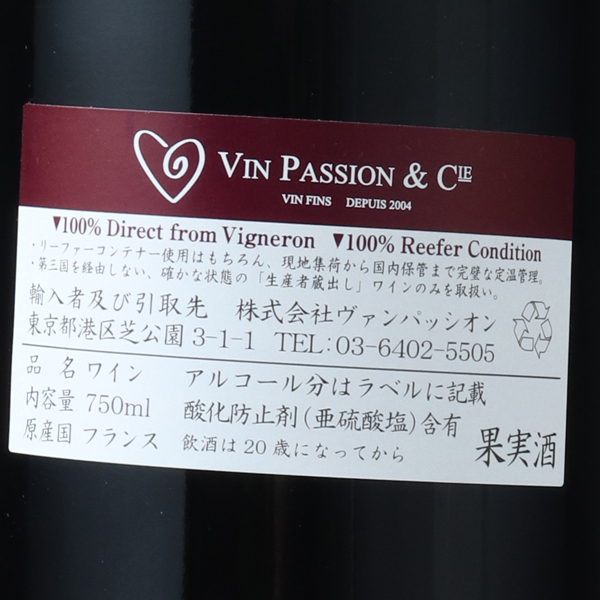 VIN PASSION & CIE
VIN FINS DEPUIS 2004
▼100% Direct from Vigneron ▼100% Reefer Condition
・リーファーコンテナー使用はもちろん、現地集荷から国内保管まで完璧な定温管理。
・第三国を経由しない、確かな状態の「生産者蔵出し」ワインのみを取扱い。
輸入者及び引取先 株式会社ヴァンパッシオン
東京都港区芝公園 3-1-1 TEL:03-6402-5505
品 名 ワイン アルコール分はラベルに記載
内容量 750ml 酸化防止剤(亜硫酸塩)含有
原産国 フランス 飲酒は20歳になってから
果実酒